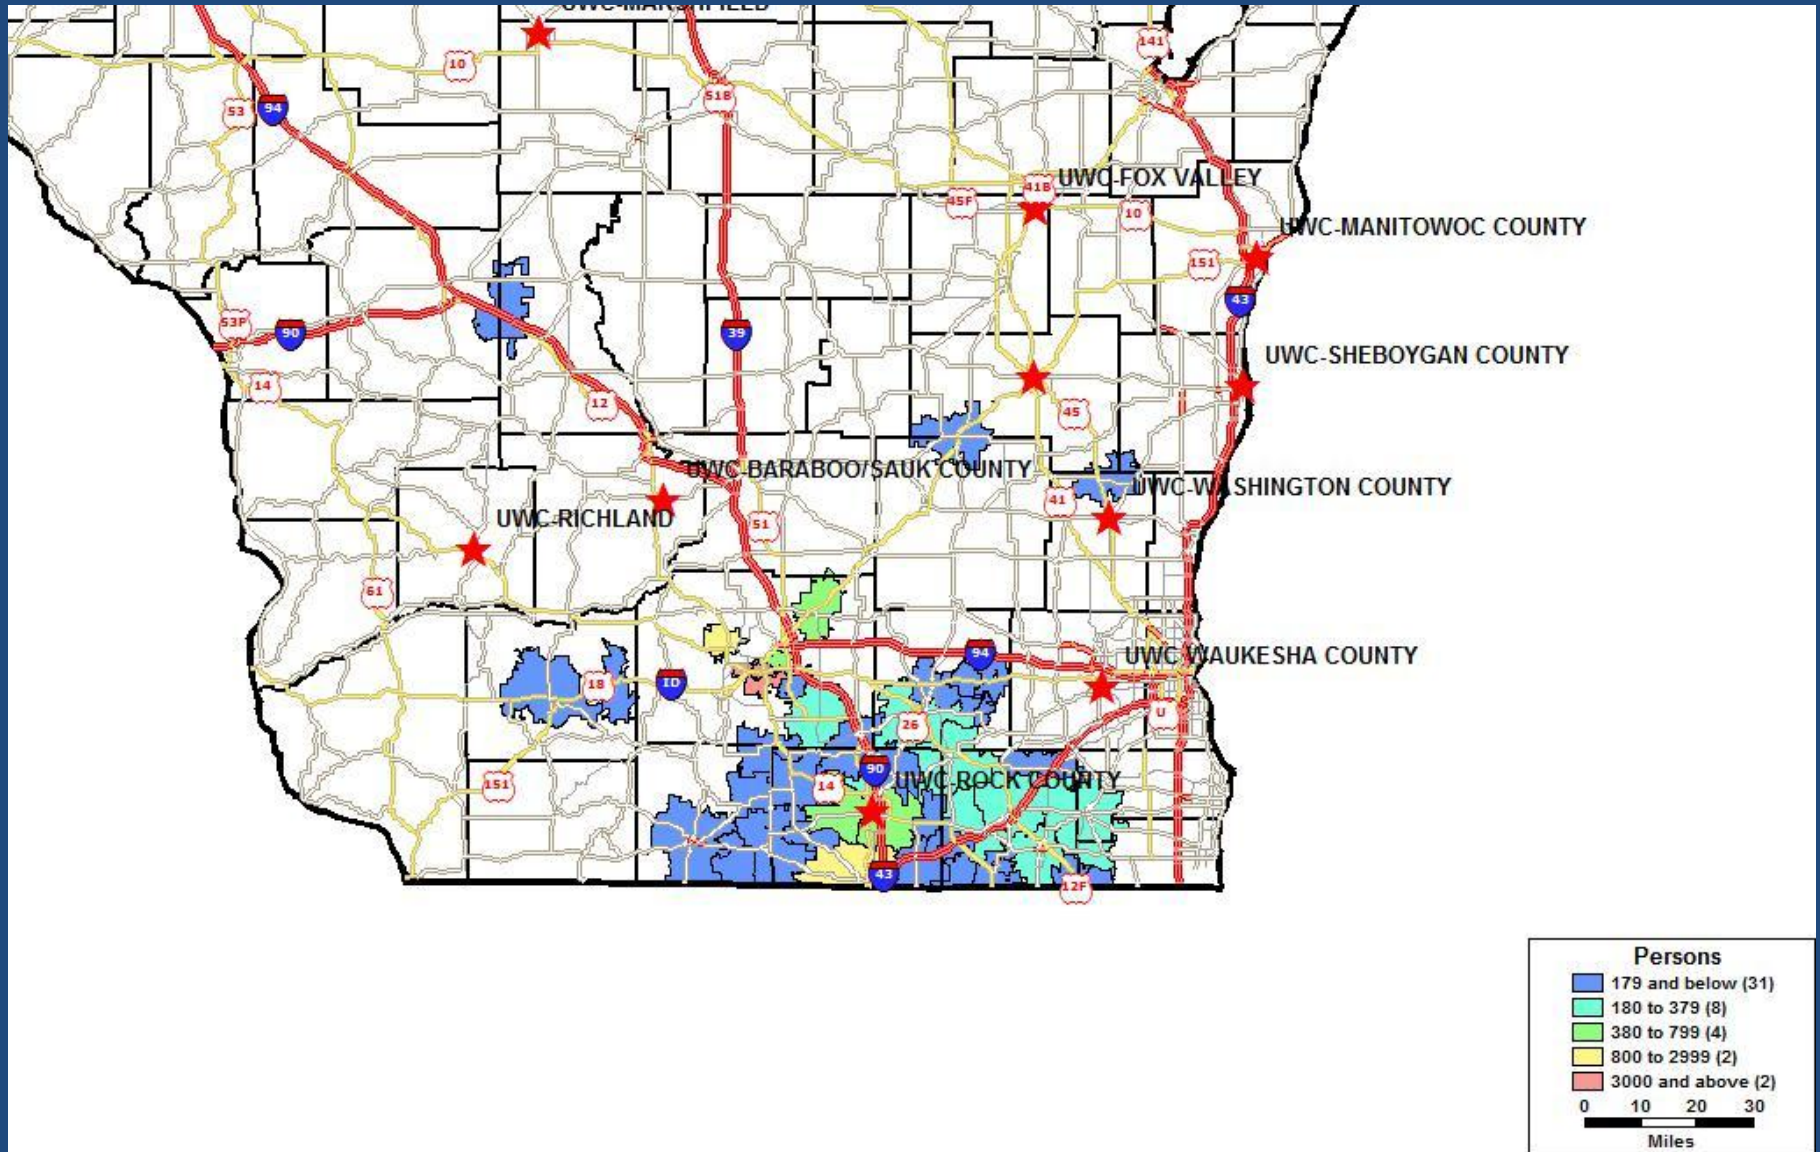 UWC-MARSHFIELD
141
10
51B
53
94
UWC-FOX VALLEY
41B
45F
10
UWC-MANITOWOC COUNTY
151
43
53F
90
39
UWC-SHEBOYGAN COUNTY
14
12
45
UWC-BARABOO/SAUK COUNTY
UWC-WASHINGTON COUNTY
41
UWC-RICHLAND
51
61
94
UWC-WAUKESHA COUNTY
18
ID
U
26
90
UWC-ROCK COUNTY
151
14
43
12F
Persons
179 and below (31)
180 to 379 (8)
380 to 799 (4)
800 to 2999 (2)
3000 and above (2)
0 10 20 30
Miles